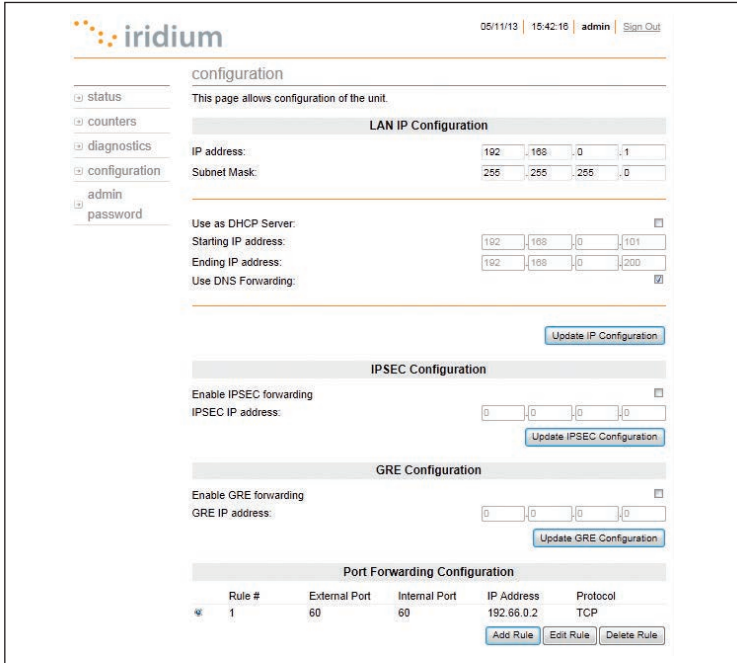 iridium
05/11/13 | 15:42:16 | admin | Sign Out
status
counters
diagnostics
configuration
admin
password
configuration
This page allows configuration of the unit.
LAN IP Configuration
IP address: 192 . 168 . 0 . 1
Subnet Mask: 255 . 255 . 255 . 0
Use as DHCP Server:
Starting IP address: 192 . 168 . 0 . 101
Ending IP address: 192 . 168 . 0 . 200
Use DNS Forwarding:
Update IP Configuration
IPSEC Configuration
Enable IPSEC forwarding
IPSEC IP address: 0 . 0 . 0 . 0
Update IPSEC Configuration
GRE Configuration
Enable GRE forwarding
GRE IP address: 0 . 0 . 0 . 0
Update GRE Configuration
Port Forwarding Configuration
Rule # External Port Internal Port IP Address Protocol
1 60 60 192.66.0.2 TCP
Add Rule Edit Rule Delete Rule